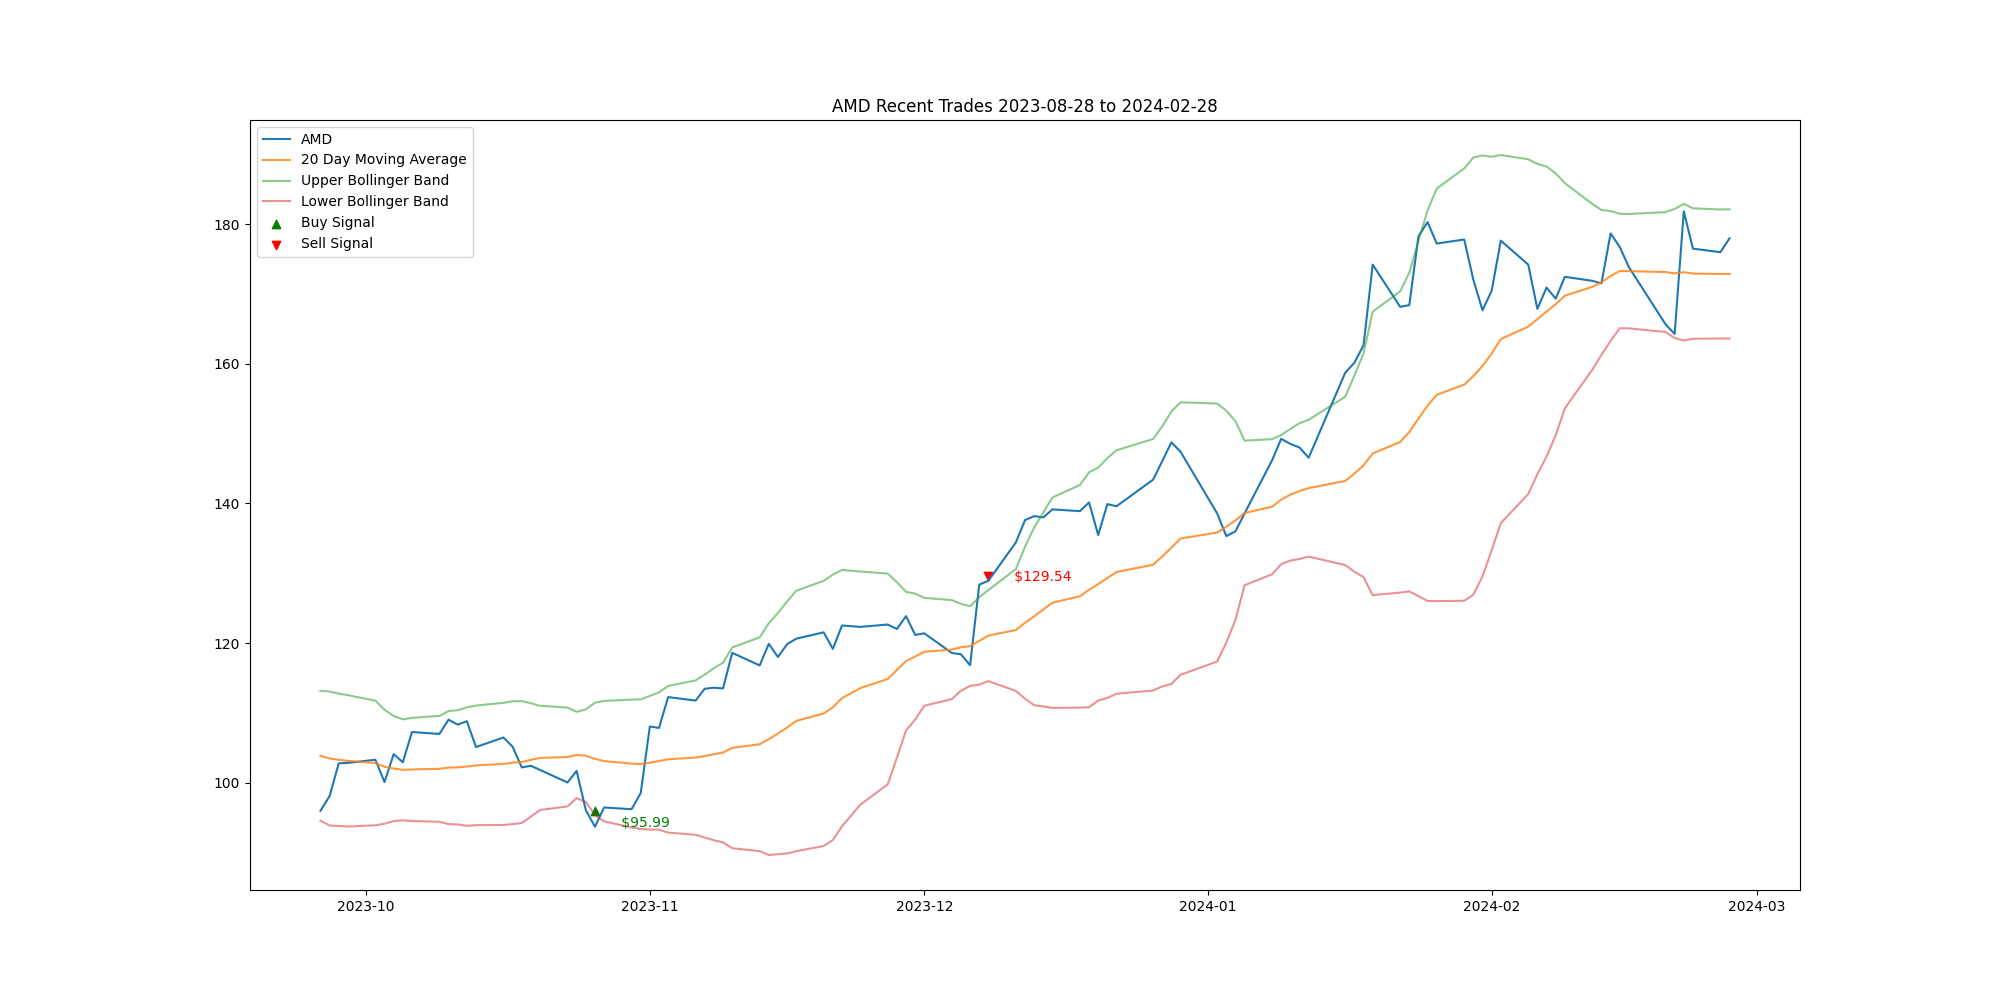 AMD Recent Trades 2023-08-28 to 2024-02-28
AMD
20 Day Moving Average
Upper Bollinger Band
Lower Bollinger Band
Buy Signal
Sell Signal
180
160
140
120
100
$129.54
$95.99
2023-10
2023-11
2023-12
2024-01
2024-02
2024-03